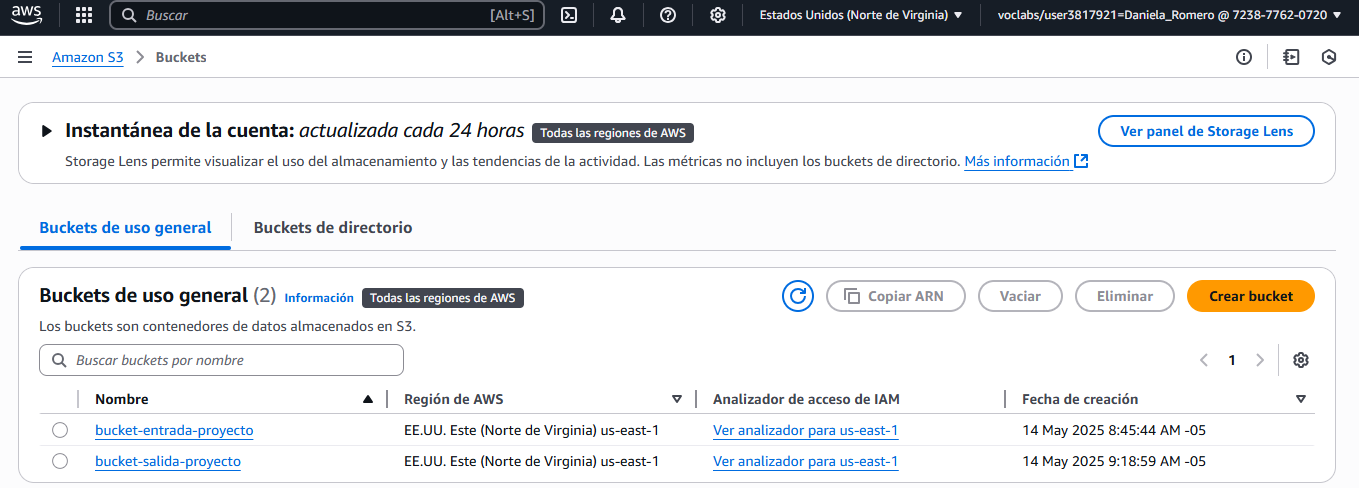 aws Buscar [Alt+S] Estados Unidos (Norte de Virginia) voclabs/user3817921=Daniela_Romero @ 7238-7762-0720
Amazon S3 Buckets
Instantánea de la cuenta: actualizada cada 24 horas Todas las regiones de AWS
Ver panel de Storage Lens
Storage Lens permite visualizar el uso del almacenamiento y las tendencias de la actividad. Las métricas no incluyen los buckets de directorio. Más información
Buckets de uso general Buckets de directorio
Buckets de uso general (2) Información Todas las regiones de AWS Copiar ARN Vaciar Eliminar Crear bucket
Los buckets son contenedores de datos almacenados en S3.
Buscar buckets por nombre 1
Nombre Región de AWS Analizador de acceso de IAM Fecha de creación
bucket-entrada-proyecto EE.UU. Este (Norte de Virginia) us-east-1 Ver analizador para us-east-1 14 May 2025 8:45:44 AM -05
bucket-salida-proyecto EE.UU. Este (Norte de Virginia) us-east-1 Ver analizador para us-east-1 14 May 2025 9:18:59 AM -05